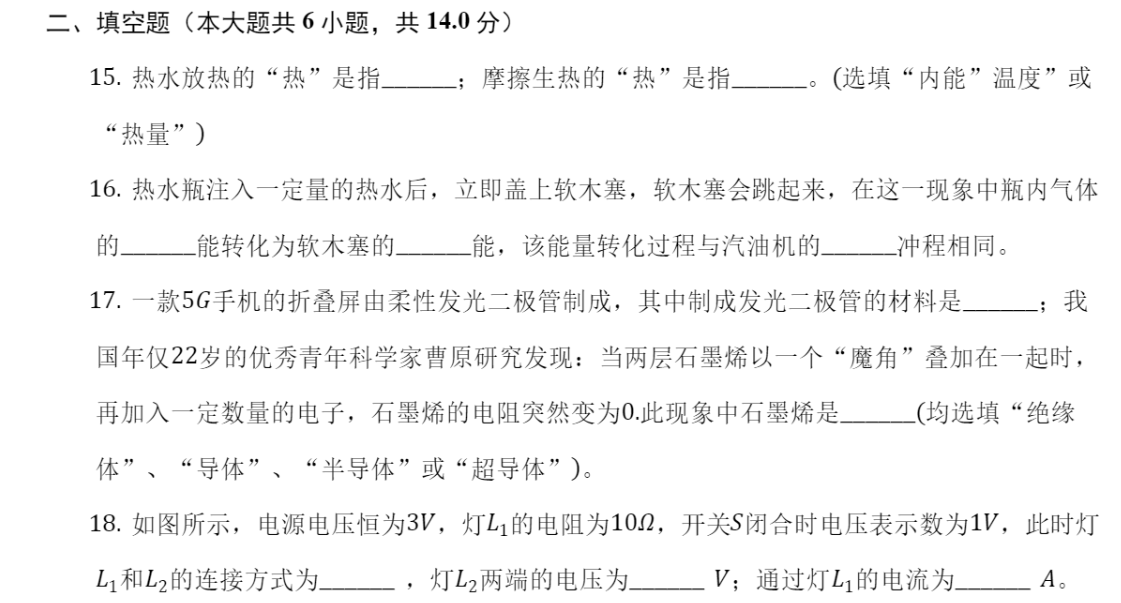 二、填空题（本大题共 6 小题，共 14.0 分）
15. 热水放热的“热”是指______；摩擦生热的“热”是指______。(选填“内能”温度”或
“热量”)
16. 热水瓶注入一定量的热水后，立即盖上软木塞，软木塞会跳起来，在这一现象中瓶内气体
的______能转化为软木塞的______能，该能量转化过程与汽油机的______冲程相同。
17. 一款5G手机的折叠屏由柔性发光二极管制成，其中制成发光二极管的材料是______；我
国年仅22岁的优秀青年科学家曹原研究发现：当两层石墨烯以一个“魔角”叠加在一起时，
再加入一定数量的电子，石墨烯的电阻突然变为0.此现象中石墨烯是______(均选填“绝缘
体”、“导体”、“半导体”或“超导体”)。
18. 如图所示，电源电压恒为3V，灯L₁的电阻为10Ω，开关S闭合时电压表示数为1V，此时灯
L₁和L₂的连接方式为______ ，灯L₂两端的电压为______ V；通过灯L₁的电流为______ A。